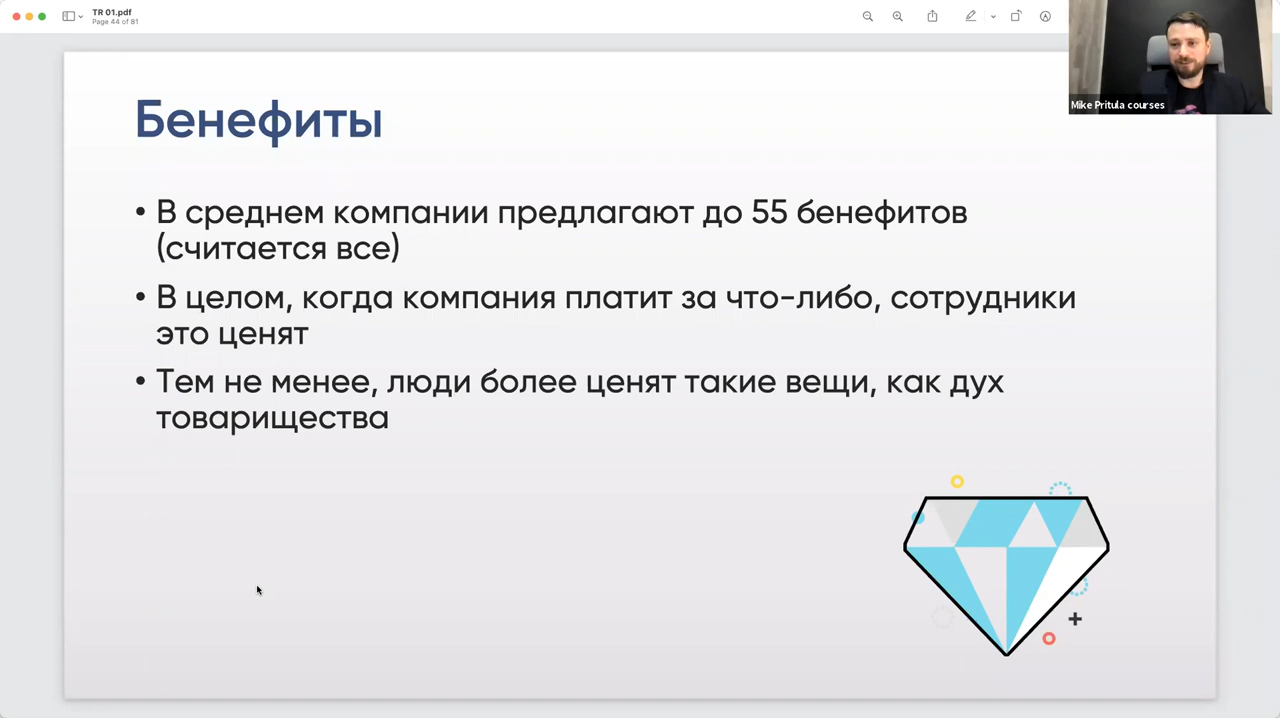 TR 01.pdf
Page 44 of 81
Mike Pritula courses
Бенефиты
• В среднем компании предлагают до 55 бенефитов
(считается все)
• В целом, когда компания платит за что-либо, сотрудники
это ценят
• Тем не менее, люди более ценят такие вещи, как дух
товарищества